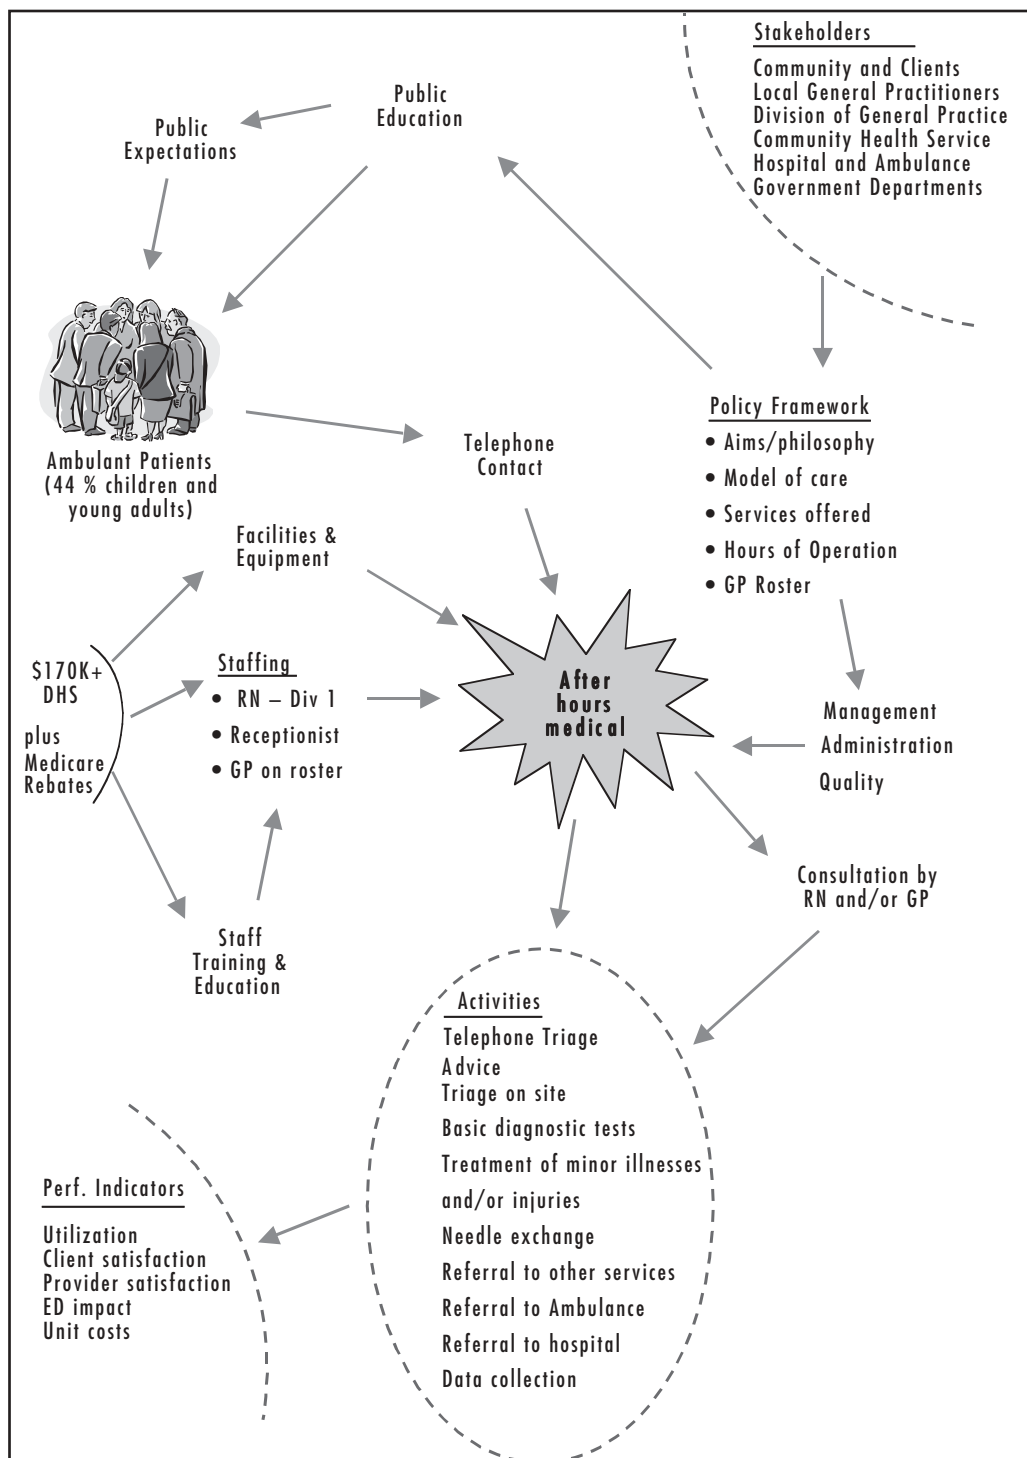 Stakeholders
Community and Clients
Local General Practitioners
Division of General Practice
Community Health Service
Hospital and Ambulance
Government Departments
Public
Education
Public
Expectations
Ambulant Patients
(44 % children and
young adults)
Telephone
Contact
Policy Framework
• Aims/philosophy
• Model of care
• Services offered
• Hours of Operation
• GP Roster
Facilities &
Equipment
$170K+
DHS
plus
Medicare
Rebates
Staffing
• RN – Div 1
• Receptionist
• GP on roster
After
hours
medical
Management
Administration
Quality
Staff
Training &
Education
Consultation by
RN and/or GP
Activities
Telephone Triage
Advice
Triage on site
Basic diagnostic tests
Treatment of minor illnesses
and/or injuries
Needle exchange
Referral to other services
Referral to Ambulance
Referral to hospital
Data collection
Perf. Indicators
Utilization
Client satisfaction
Provider satisfaction
ED impact
Unit costs